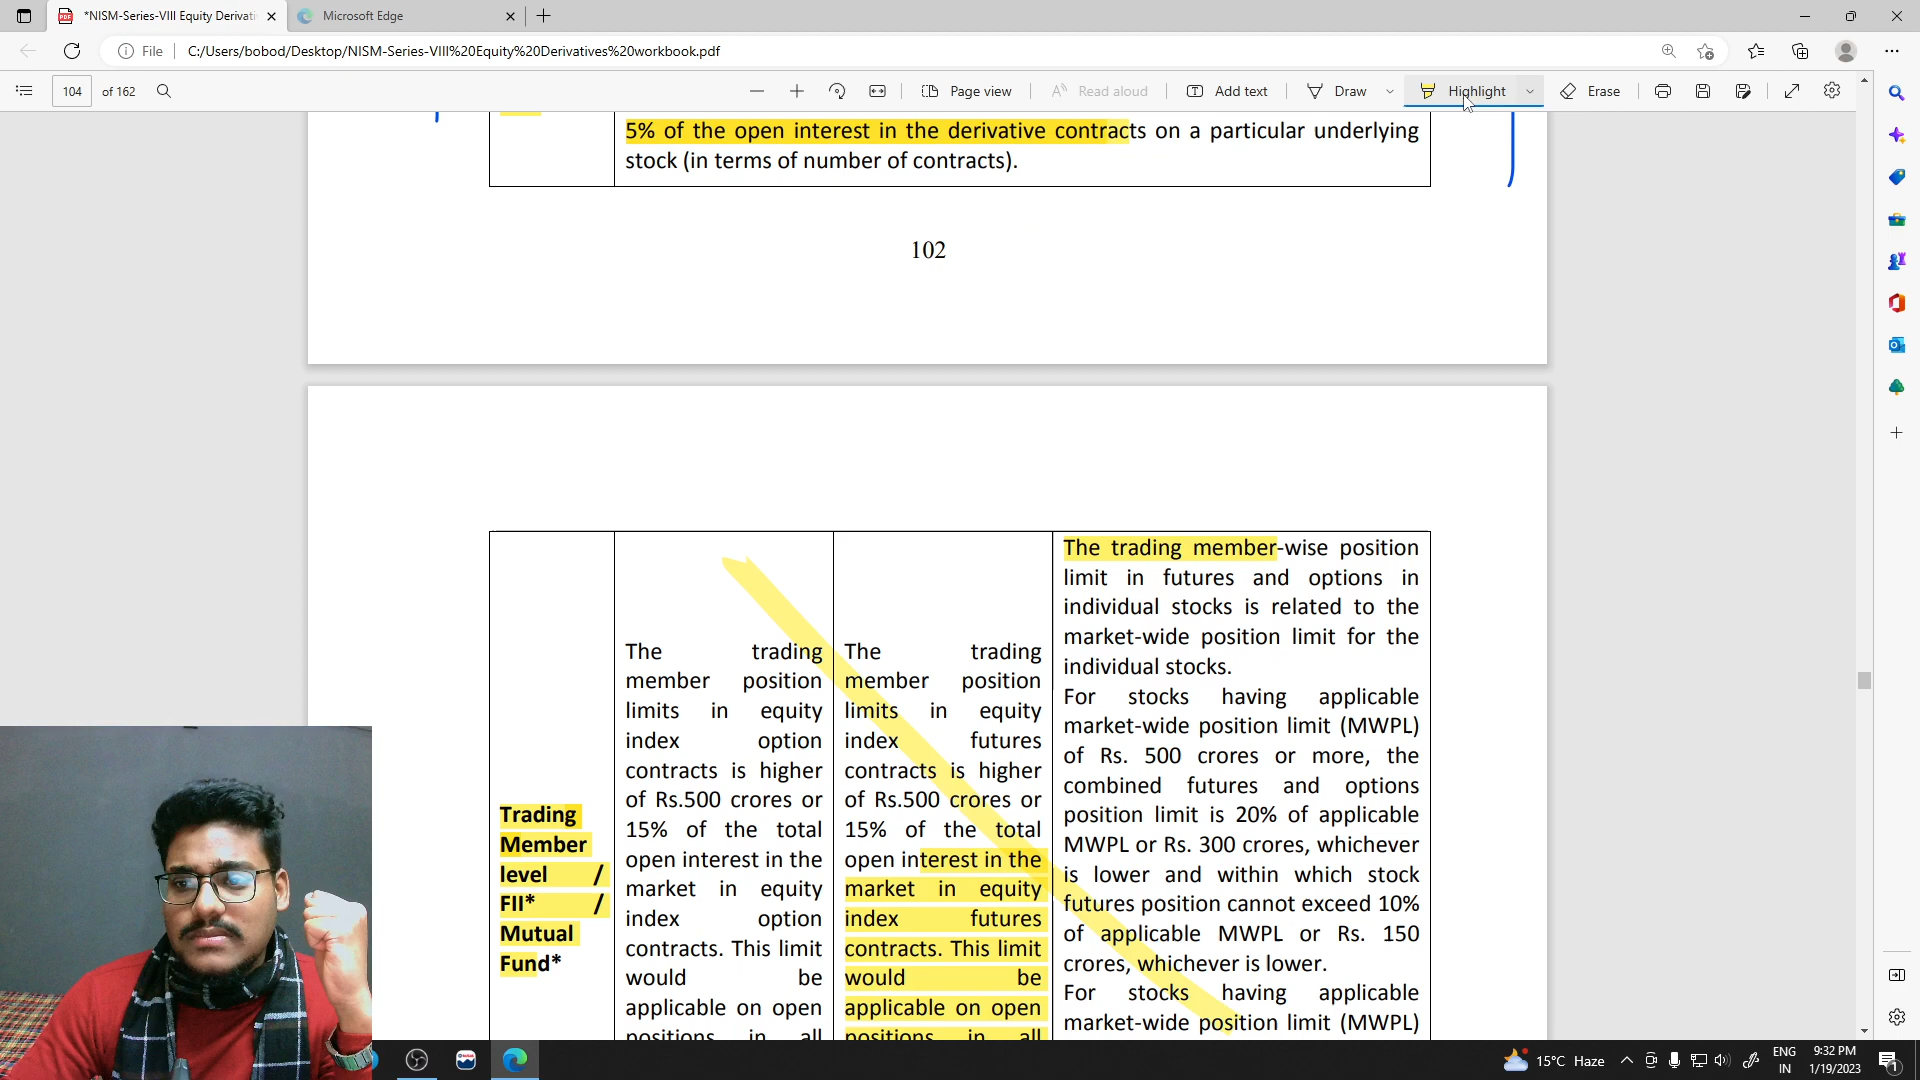 *NISM-Series-VIII Equity Derivati
Microsoft Edge
File
C:/Users/bobod/Desktop/NISM-Series-VIII%20Equity%20Derivatives%20workbook.pdf
104 of 162
Page view
Read aloud
Add text
Draw
Highlight
Erase
5% of the open interest in the derivative contracts on a particular underlying
stock (in terms of number of contracts).
102
Trading
Member
level /
FII* /
Mutual
Fund*
The trading
member position
limits in equity
index option
contracts is higher
of Rs.500 crores or
15% of the total
open interest in the
market in equity
index option
contracts. This limit
would be
applicable on open
positions in all
The trading
member position
limits in equity
index futures
contracts is higher
of Rs.500 crores or
15% of the total
open interest in the
market in equity
index futures
contracts. This limit
would be
applicable on open
positions in all
The trading member-wise position
limit in futures and options in
individual stocks is related to the
market-wide position limit for the
individual stocks.
For stocks having applicable
market-wide position limit (MWPL)
of Rs. 500 crores or more, the
combined futures and options
position limit is 20% of applicable
MWPL or Rs. 300 crores, whichever
is lower and within which stock
futures position cannot exceed 10%
of applicable MWPL or Rs. 150
crores, whichever is lower.
For stocks having applicable
market-wide position limit (MWPL)
15°C Haze
ENG
IN
9:32 PM
1/19/2023
1